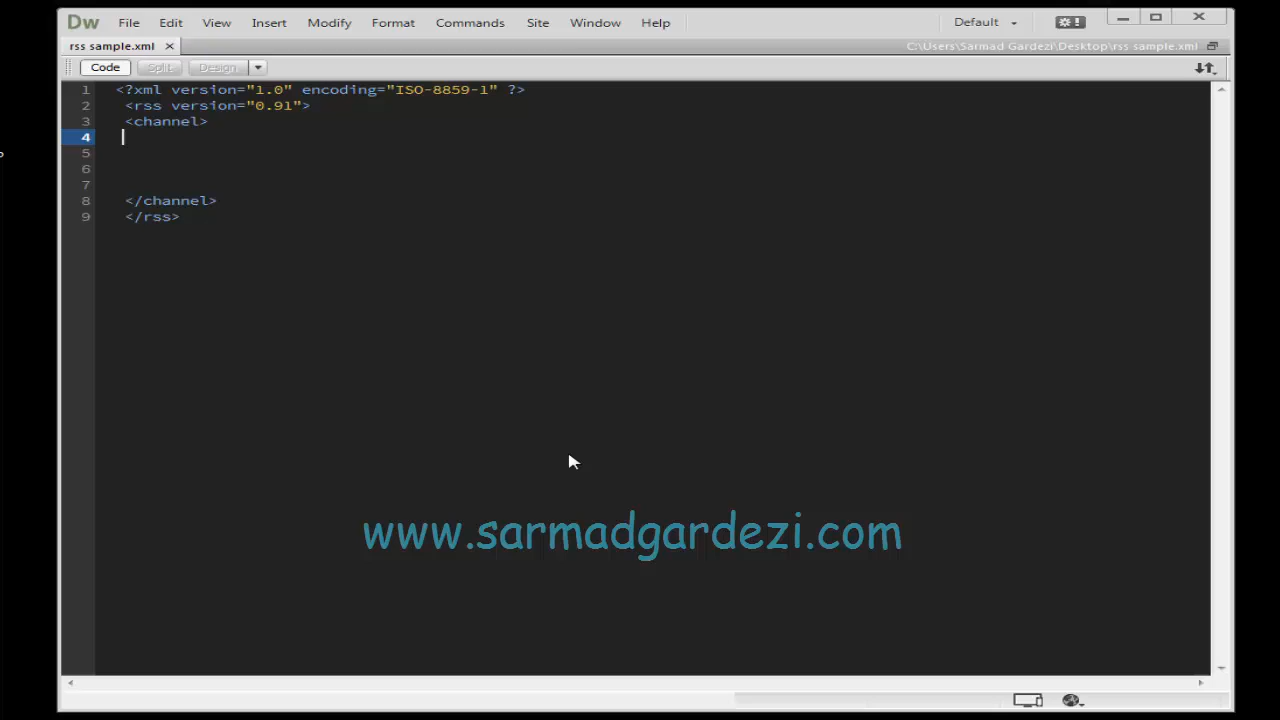 Dw File Edit View Insert Modify Format Commands Site Window Help Default
rss sample.xml C:\Users\Sarmad Gardezi\Desktop\rss sample.xml
Code Split Design
1 <?xml version="1.0" encoding="ISO-8859-1" ?>
2 <rss version="0.91">
3 <channel>
4
5
6
7
8 </channel>
9 </rss>
www.sarmadgardezi.com